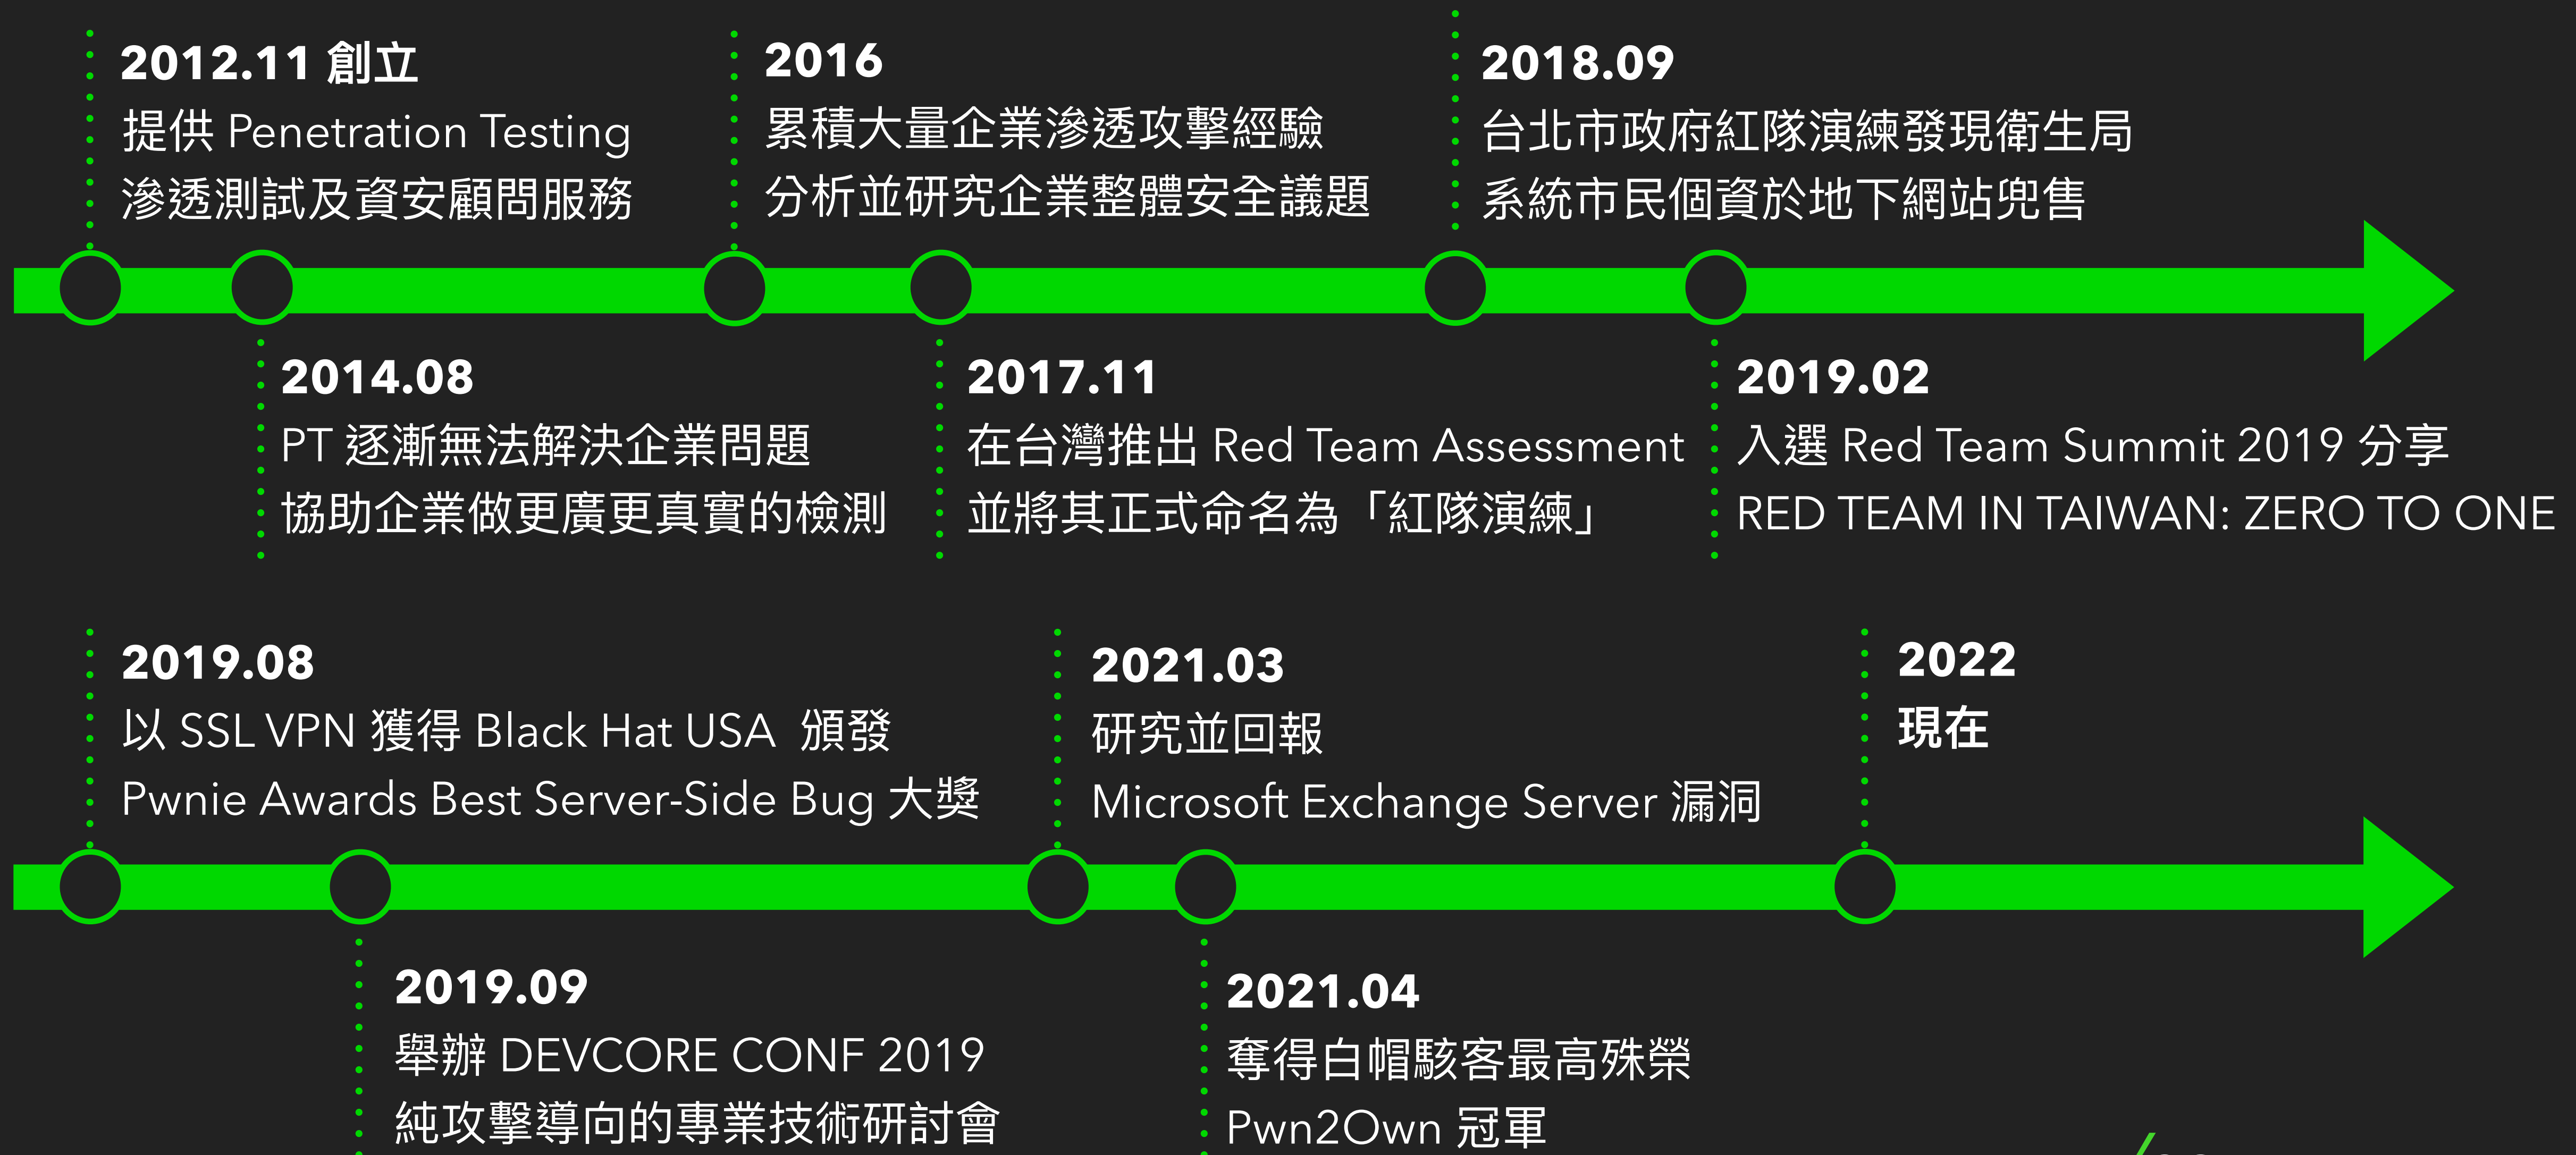 2012.11 創立
提供 Penetration Testing
滲透測試及資安顧問服務
2016
累積大量企業滲透攻擊經驗
分析並研究企業整體安全議題
2018.09
台北市政府紅隊演練發現衛生局
系統市民個資於地下網站兜售
2014.08
PT 逐漸無法解決企業問題
協助企業做更廣更真實的檢測
2017.11
在台灣推出 Red Team Assessment
並將其正式命名為「紅隊演練」
2019.02
入選 Red Team Summit 2019 分享
RED TEAM IN TAIWAN: ZERO TO ONE
2019.08
以 SSL VPN 獲得 Black Hat USA 頒發
Pwnie Awards Best Server-Side Bug 大獎
2021.03
研究並回報
Microsoft Exchange Server 漏洞
2022
現在
2019.09
舉辦 DEVCORE CONF 2019
純攻擊導向的專業技術研討會
2021.04
奪得白帽駭客最高殊榮
Pwn2Own 冠軍